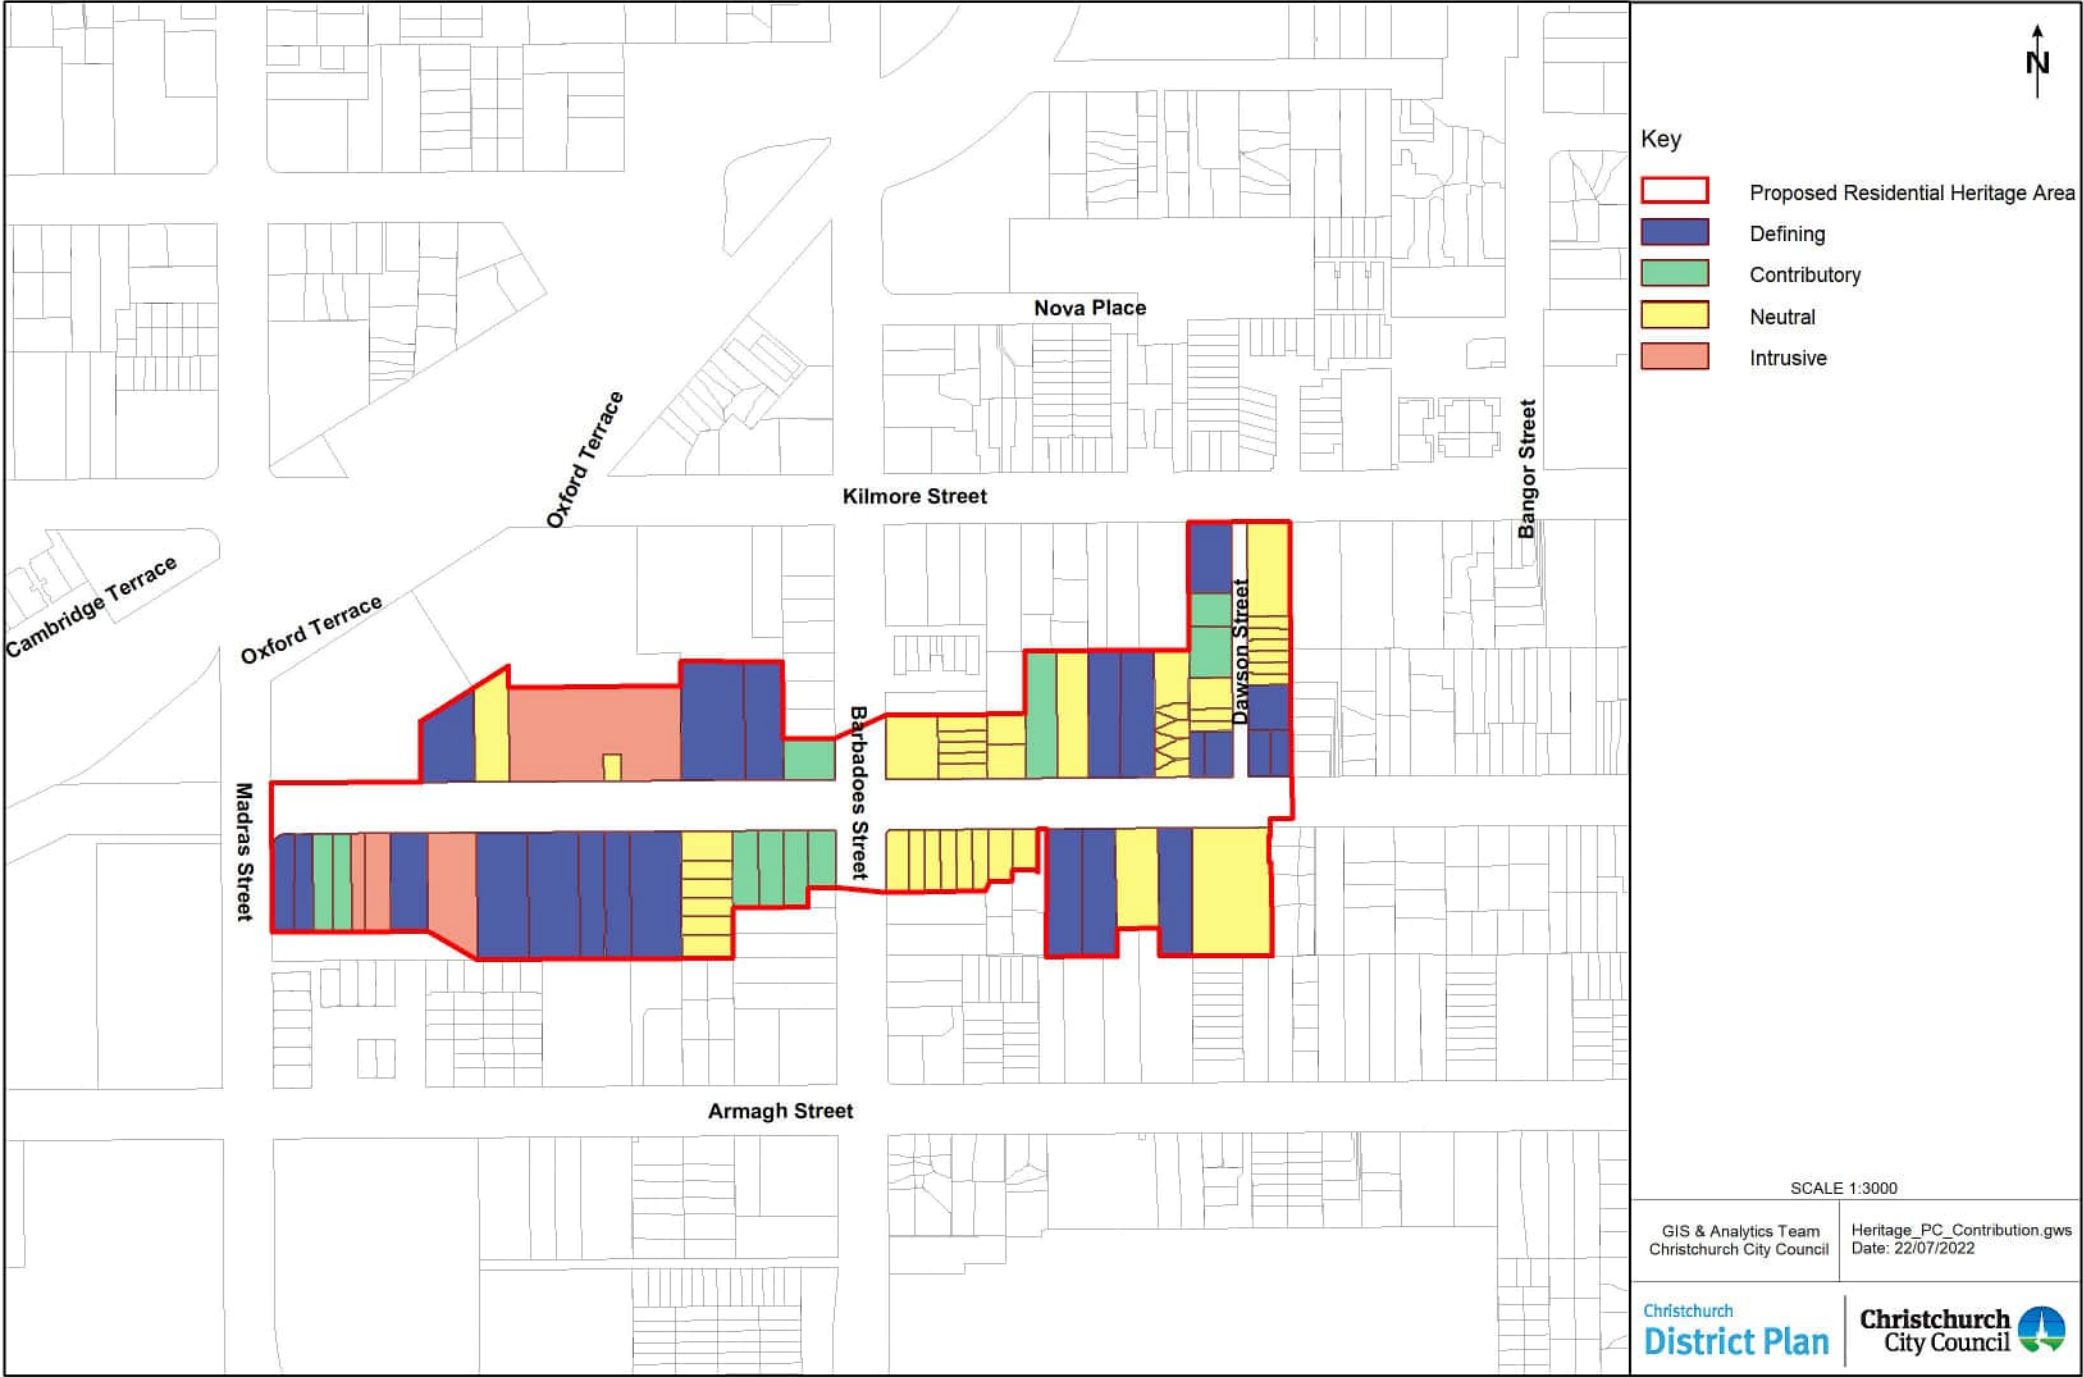 N
Key
Proposed Residential Heritage Area
Defining
Contributory
Neutral
Intrusive
Nova Place
Oxford Terrace
Kilmore Street
Bangor Street
Cambridge Terrace
Oxford Terrace
Dawson Street
Barbadoes Street
Madras Street
Armagh Street
SCALE 1:3000
GIS & Analytics Team
Christchurch City Council
Heritage_PC_Contribution.gws
Date: 22/07/2022
Christchurch
District Plan
Christchurch
City Council